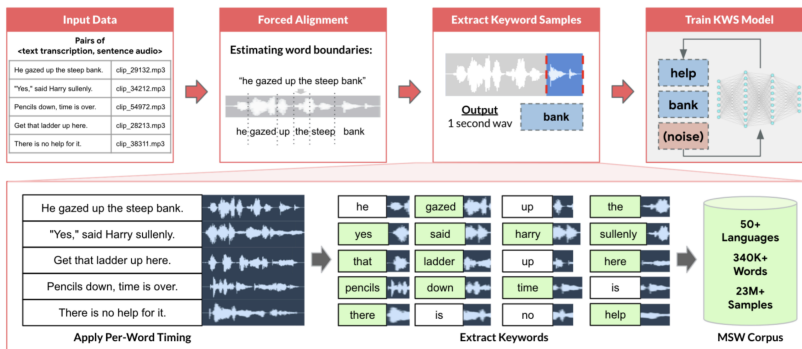 Input Data
Pairs of
<text transcription, sentence audio>
He gazed up the steep bank. clip_29132.mp3
"Yes," said Harry sullenly. clip_34212.mp3
Pencils down, time is over. clip_54972.mp3
Get that ladder up here. clip_28213.mp3
There is no help for it. clip_38311.mp3
Forced Alignment
Estimating word boundaries:
"he gazed up the steep bank"
he gazed up the steep bank
Extract Keyword Samples
Output
1 second wav
bank
Train KWS Model
help
bank
(noise)
He gazed up the steep bank.
"Yes," said Harry sullenly.
Get that ladder up here.
Pencils down, time is over.
There is no help for it.
Apply Per-Word Timing
he gazed up the
yes said harry sullenly
that ladder up here
pencils down time is
there is no help
Extract Keywords
50+
Languages
340K+
Words
23M+
Samples
MSW Corpus